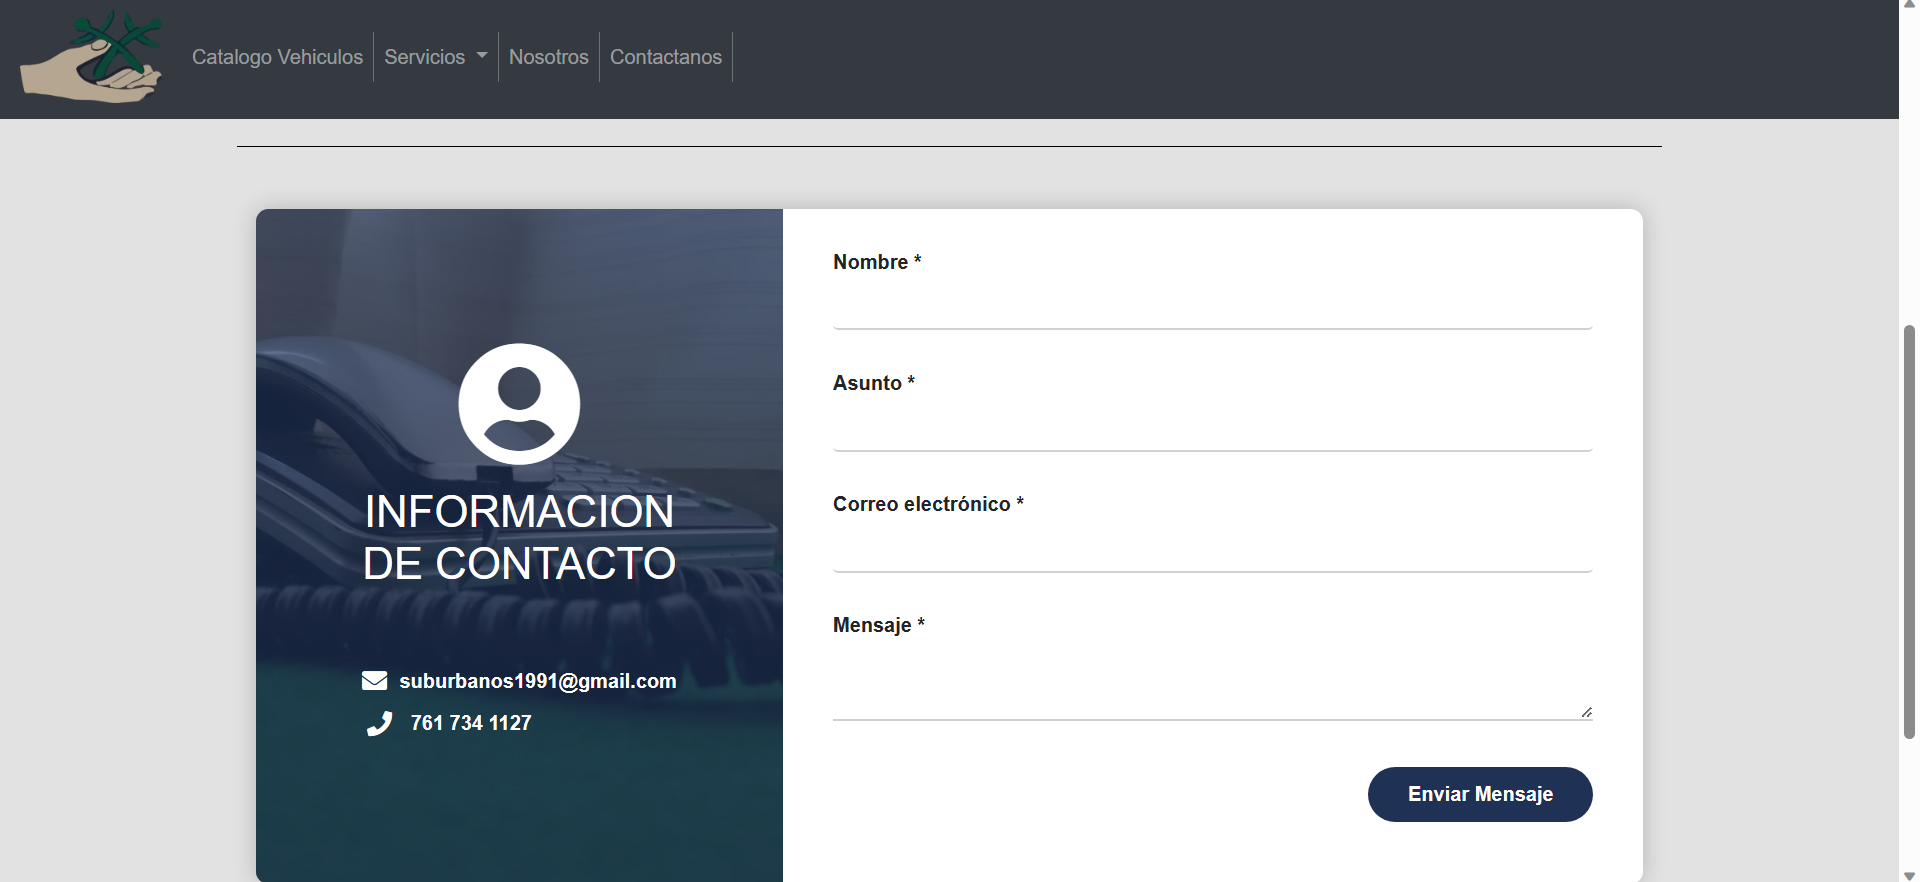 Catalogo Vehiculos
Servicios
Nosotros
Contactanos
INFORMACION
DE CONTACTO
suburbanos1991@gmail.com
761 734 1127
Nombre *
Asunto *
Correo electrónico *
Mensaje *
Enviar Mensaje